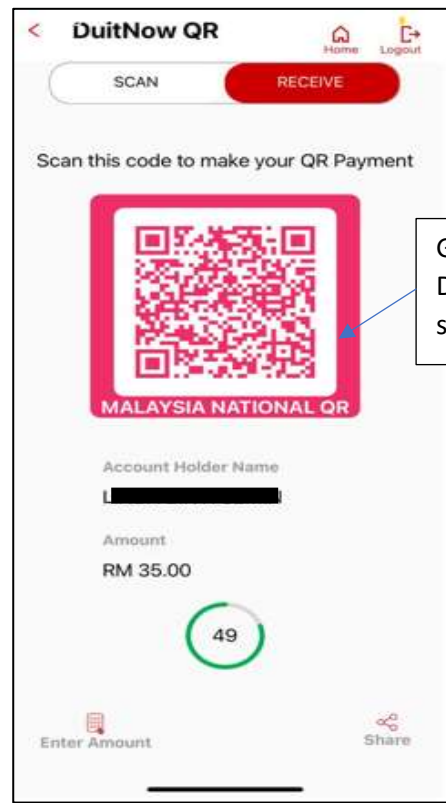 DuitNow QR
Home
Logout
SCAN
RECEIVE
Scan this code to make your QR Payment
MALAYSIA NATIONAL QR
Account Holder Name
Amount
RM 35.00
49
Enter Amount
Share